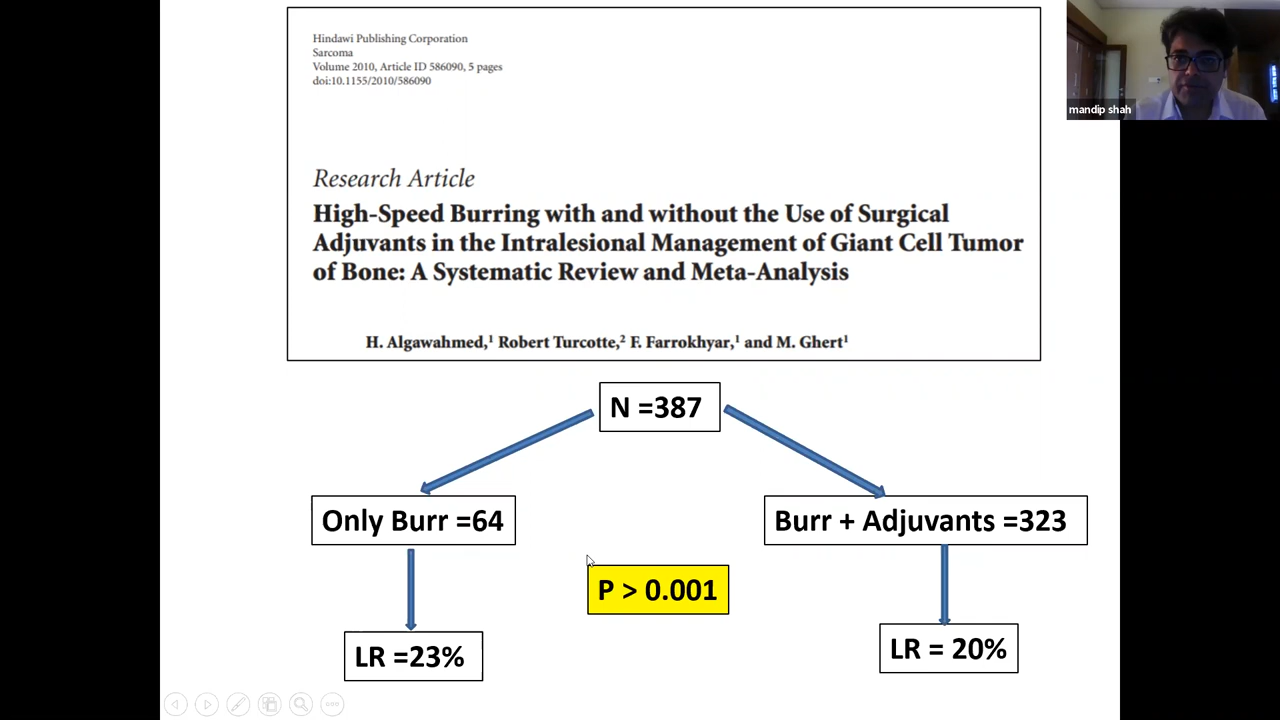 Hindawi Publishing Corporation
Sarcoma
Volume 2010, Article ID 586090, 5 pages
doi:10.1155/2010/586090
mandip shah
Research Article
High-Speed Burring with and without the Use of Surgical
Adjuvants in the Intralesional Management of Giant Cell Tumor
of Bone: A Systematic Review and Meta-Analysis
H. Algawahmed,¹ Robert Turcotte,² F. Farrokhyar,¹ and M. Ghert¹
N =387
Only Burr =64
Burr + Adjuvants =323
P > 0.001
LR =23%
LR = 20%